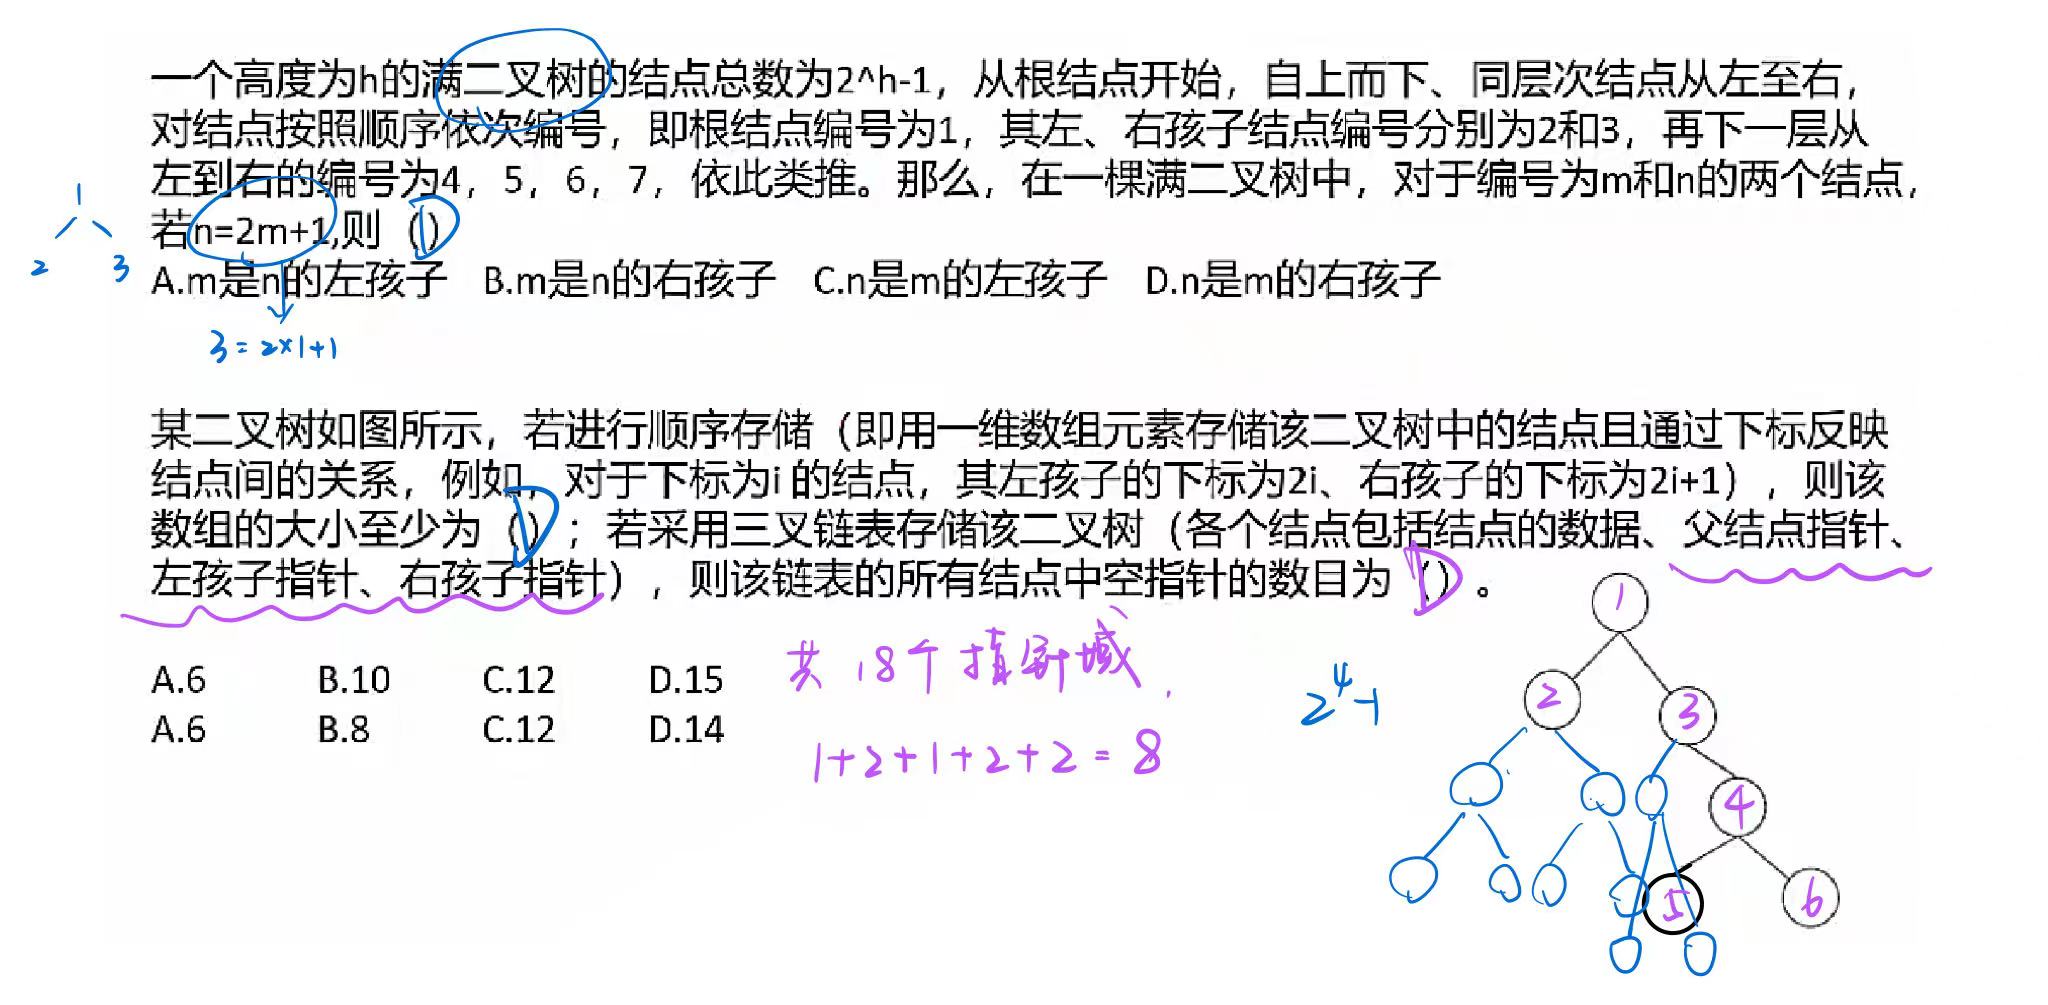 一个高度为h的满二叉树的结点总数为2^h-1，从根结点开始，自上而下、同层次结点从左至右，
对结点按照顺序依次编号，即根结点编号为1，其左、右孩子结点编号分别为2和3，再下一层从
左到右的编号为4，5，6，7，依此类推。那么，在一棵满二叉树中，对于编号为m和n的两个结点，
若n=2m+1,则（）
D
1
2 3
A.m是n的左孩子 B.m是n的右孩子 C.n是m的左孩子 D.n是m的右孩子
3=2×1+1
某二叉树如图所示，若进行顺序存储（即用一维数组元素存储该二叉树中的结点且通过下标反映
结点间的关系，例如，对于下标为i 的结点，其左孩子的下标为2i、右孩子的下标为2i+1），则该
数组的大小至少为（）；若采用三叉链表存储该二叉树（各个结点包括结点的数据、父结点指针、
D
左孩子指针、右孩子指针），则该链表的所有结点中空指针的数目为（）。
D
A.6 B.10 C.12 D.15
A.6 B.8 C.12 D.14
共18个指针域
1+2+1+2+2=8
2^4-1
1
2 3
4
5 6